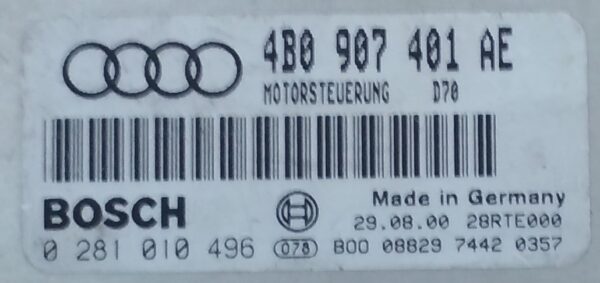 4B0 907 401 AE
MOTORSTEUERUNG D70
BOSCH
Made in Germany
29.08.00 28RTE000
0 281 010 496 078 800 08829 7442 0357